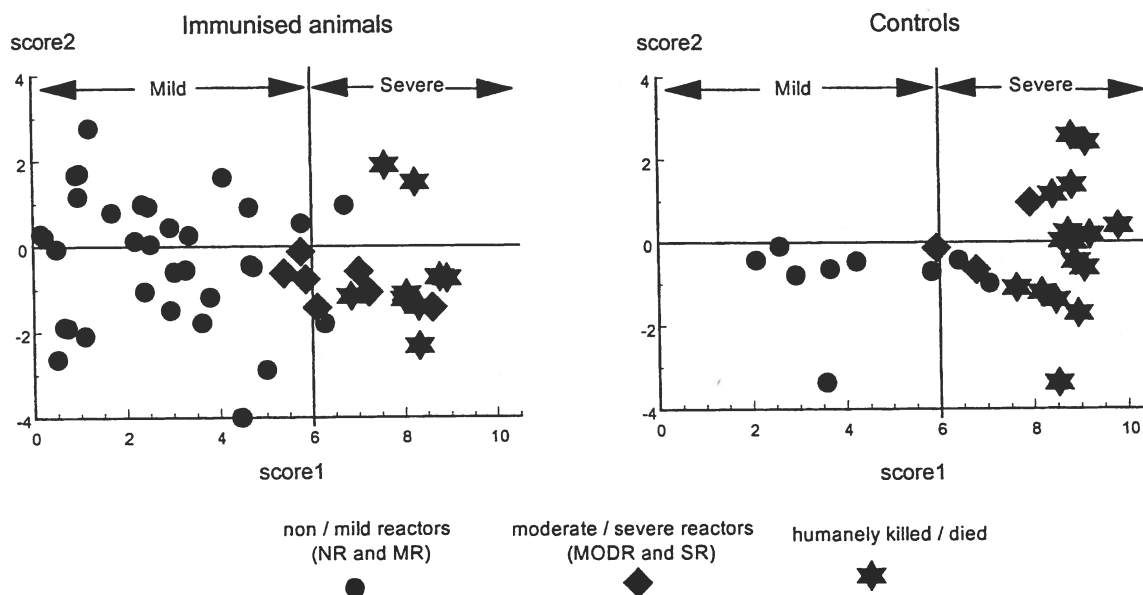 Immunised animals
score2
Mild
Severe
4
2
0
-2
-4
0
2
4
6
8
10
score1
Controls
score2
Mild
Severe
4
2
0
-2
-4
0
2
4
6
8
10
score1
non / mild reactors
(NR and MR)
moderate / severe reactors
(MODR and SR)
humanely killed / died